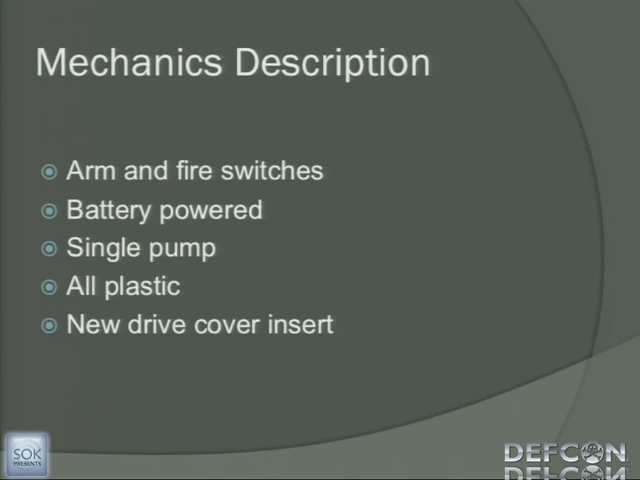 Mechanics Description
Arm and fire switches
Battery powered
Single pump
All plastic
New drive cover insert
SOK
PRESENTS
DEFCON